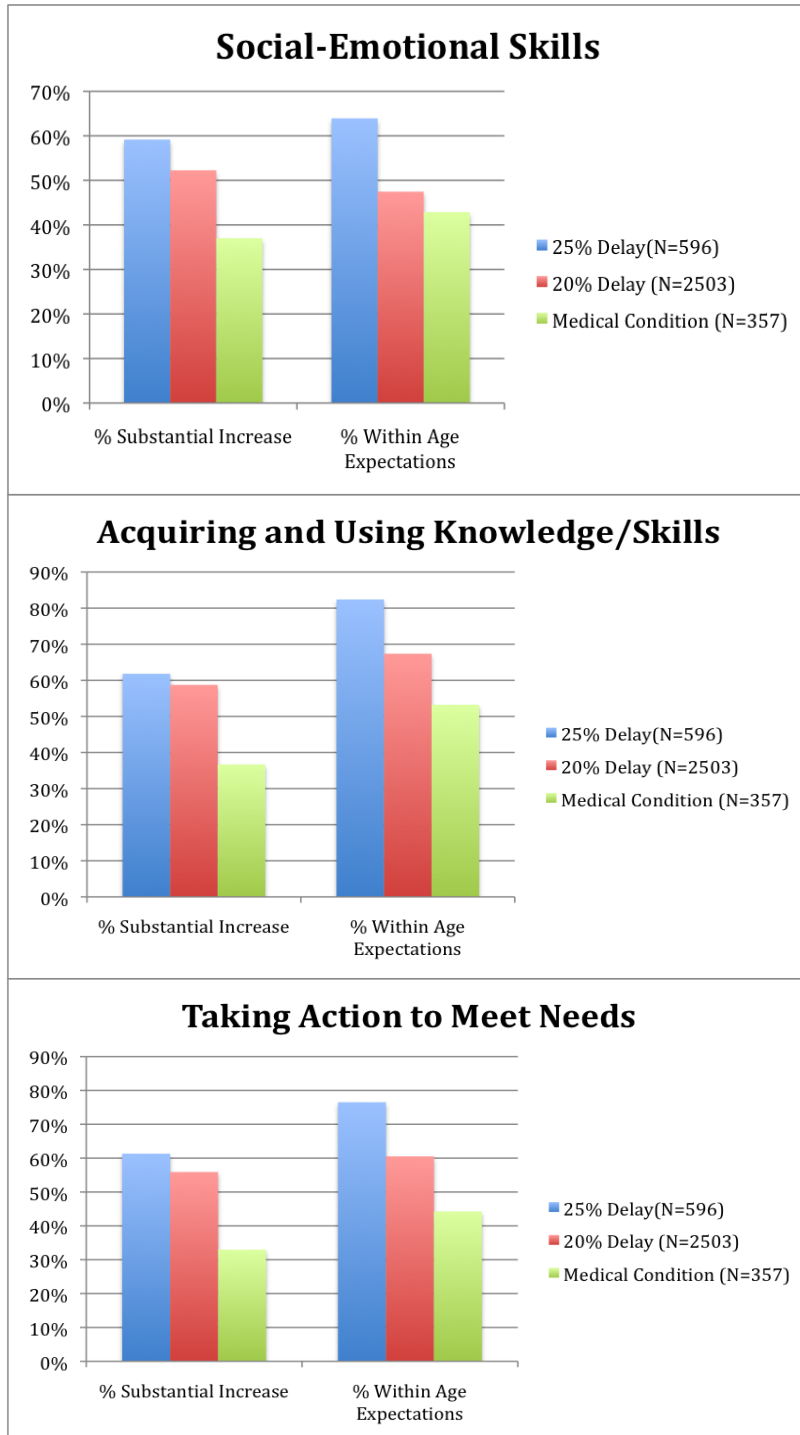 Social-Emotional Skills
70%
60%
50%
40%
30%
20%
10%
0%
% Substantial Increase
% Within Age
Expectations
25% Delay(N=596)
20% Delay (N=2503)
Medical Condition (N=357)
Acquiring and Using Knowledge/Skills
90%
80%
70%
60%
50%
40%
30%
20%
10%
0%
% Substantial Increase
% Within Age
Expectations
25% Delay(N=596)
20% Delay (N=2503)
Medical Condition (N=357)
Taking Action to Meet Needs
90%
80%
70%
60%
50%
40%
30%
20%
10%
0%
% Substantial Increase
% Within Age
Expectations
25% Delay(N=596)
20% Delay (N=2503)
Medical Condition (N=357)